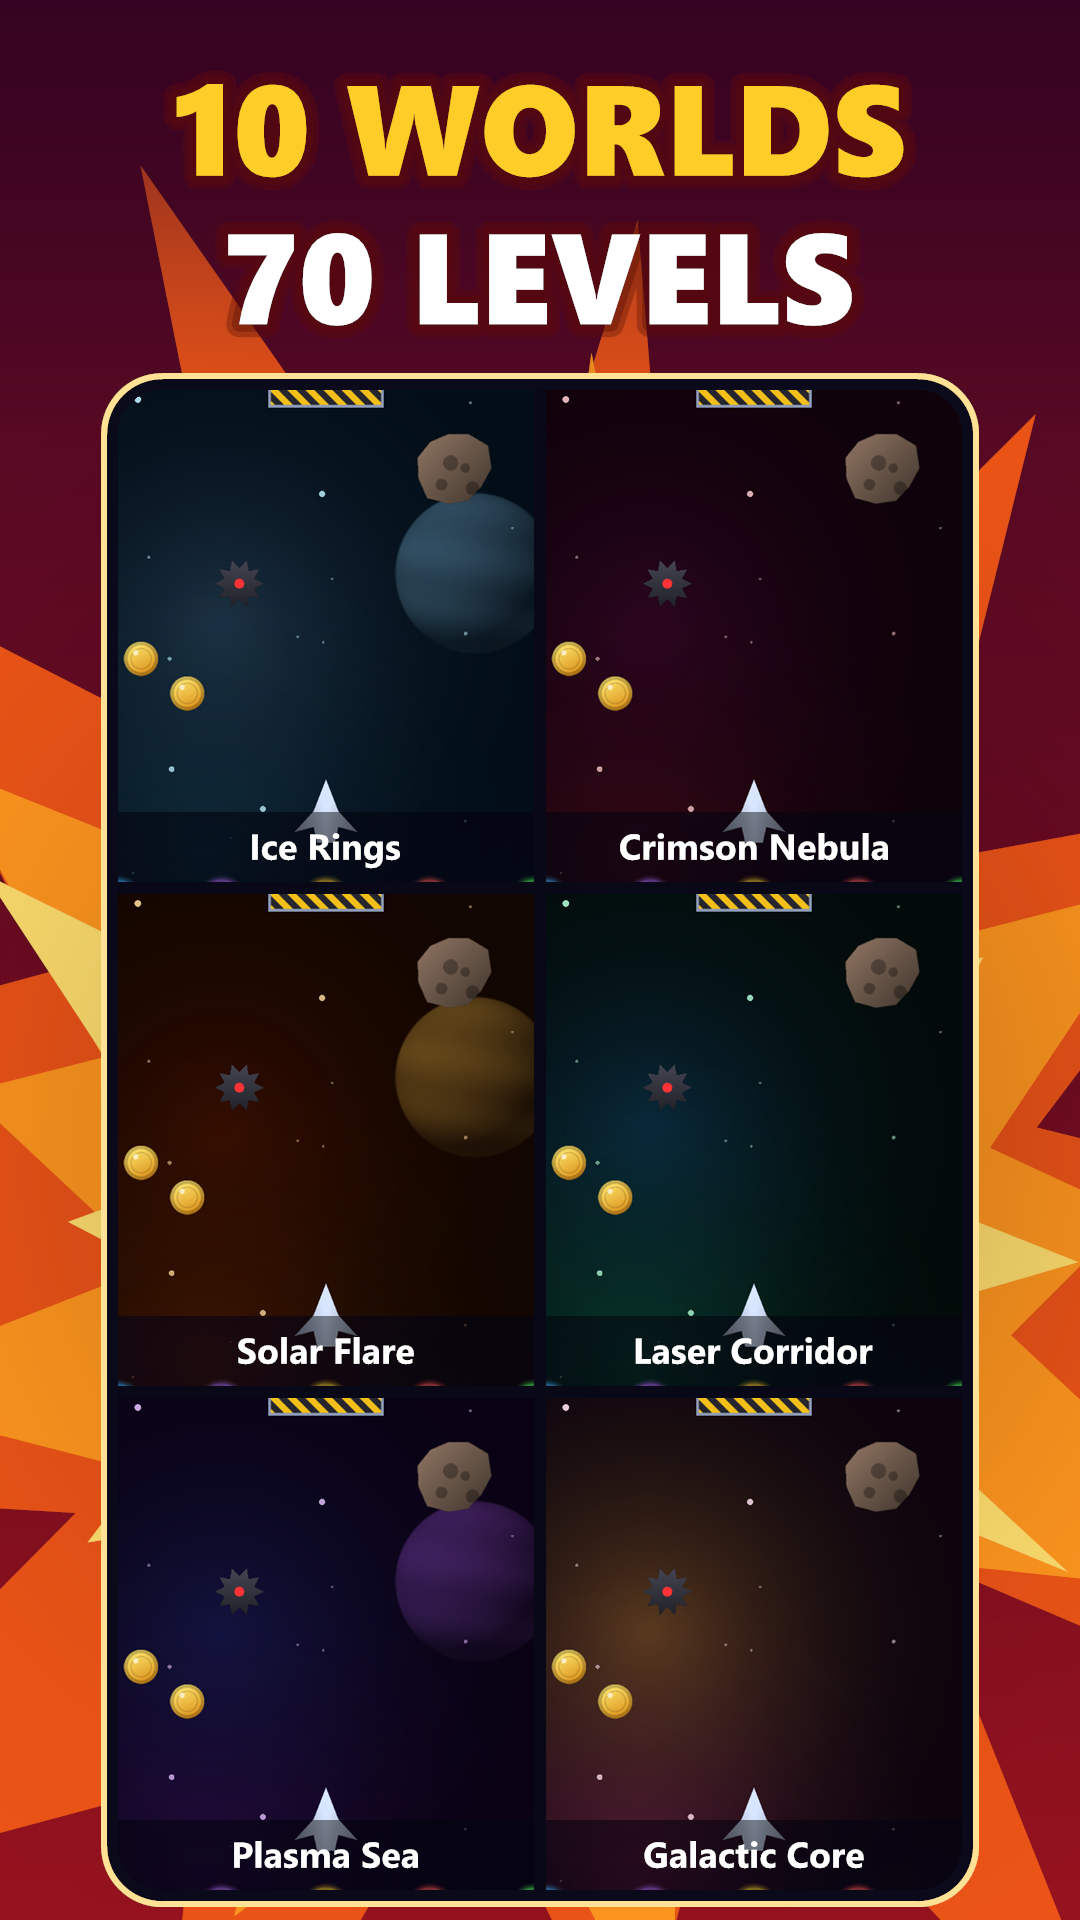 10 WORLDS
70 LEVELS
Ice Rings
Crimson Nebula
Solar Flare
Laser Corridor
Plasma Sea
Galactic Core